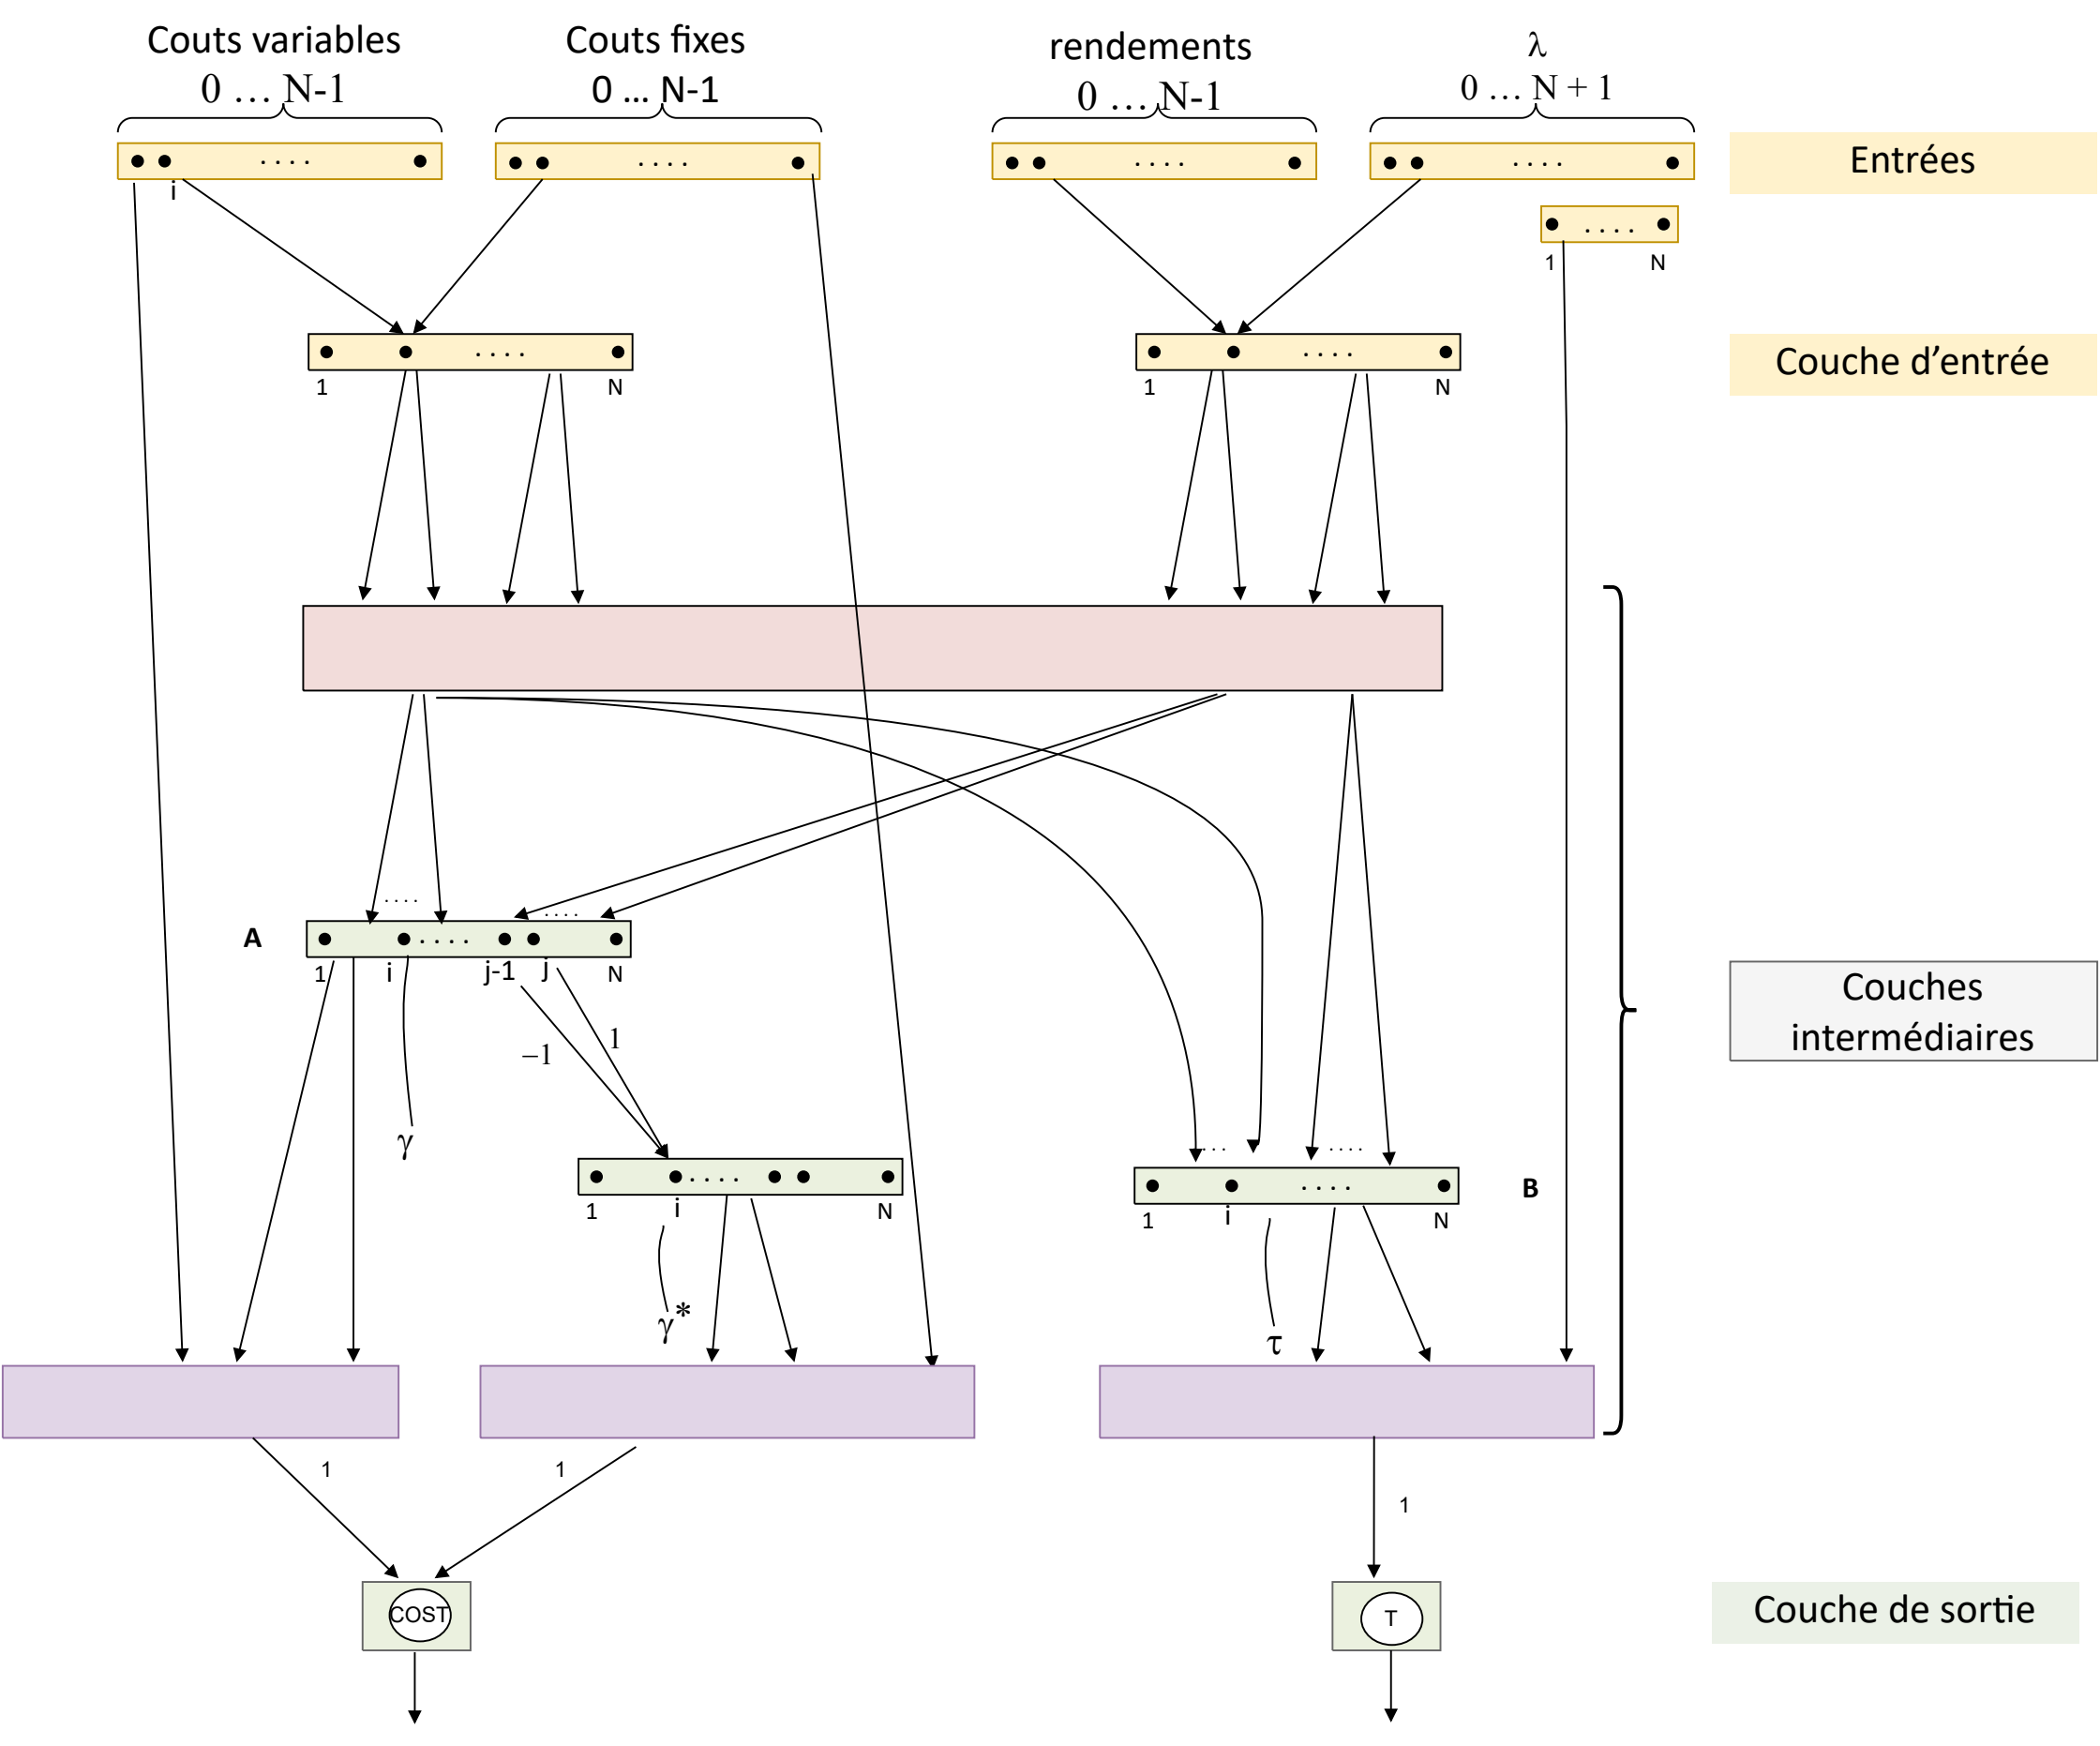 Couts variables
0 … N-1
Couts fixes
0 … N-1
rendements
0 … N-1
λ
0 … N + 1
. . . .
. . . .
. . . .
. . . .
Entrées
i
. . . .
1
N
. . . .
1
N
. . . .
1
N
Couche d'entrée
. . . .
. . . .
A
. . . .
1
i
j-1
j
N
Couches
intermédiaires
–1
1
γ
. . .
. . . .
. . . .
1
i
N
. . . .
1
i
N
B
γ*
τ
1
1
1
COST
T
Couche de sortie